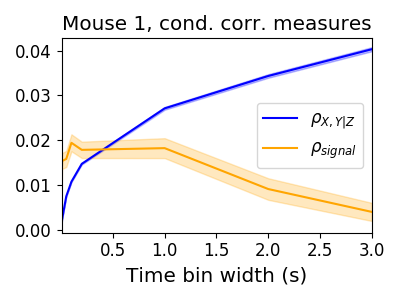 Mouse 1, cond. corr. measures
0.04
0.03
0.02
0.01
0.00
ρX,Y|Z
ρsignal
0.5 1.0 1.5 2.0 2.5 3.0
Time bin width (s)